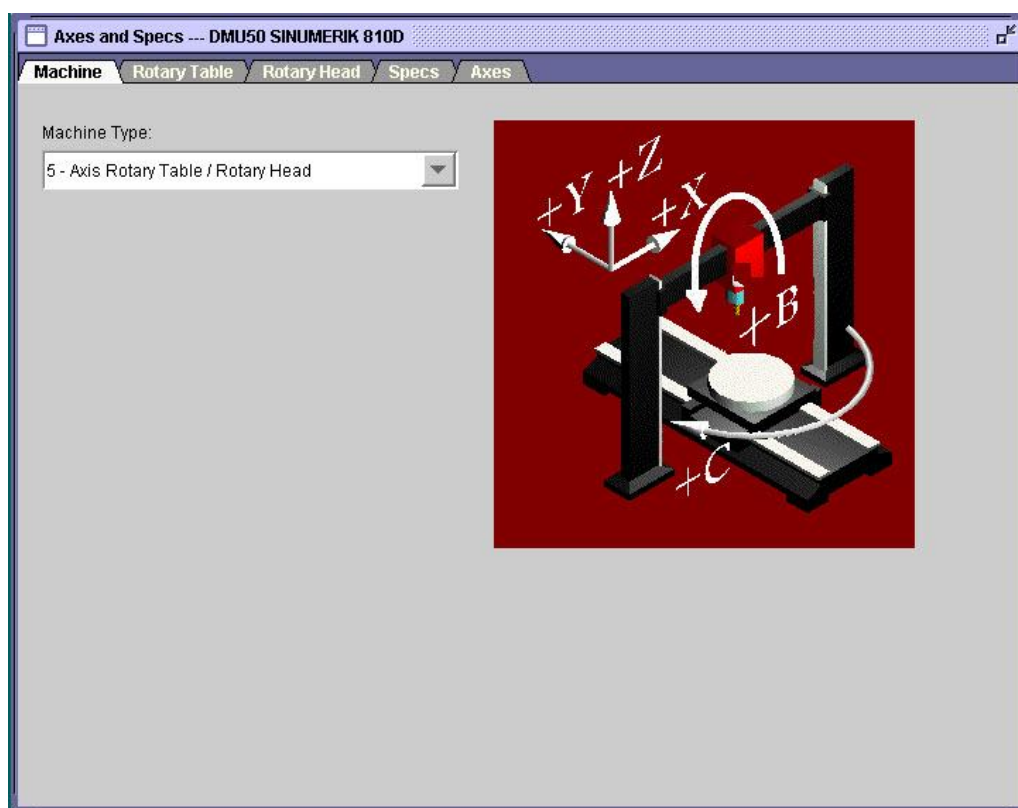 Axes and Specs --- DMU50 SINUMERIK 810D
Machine Rotary Table Rotary Head Specs Axes
Machine Type:
5 - Axis Rotary Table / Rotary Head
+Z
+Y
+X
+B
+C